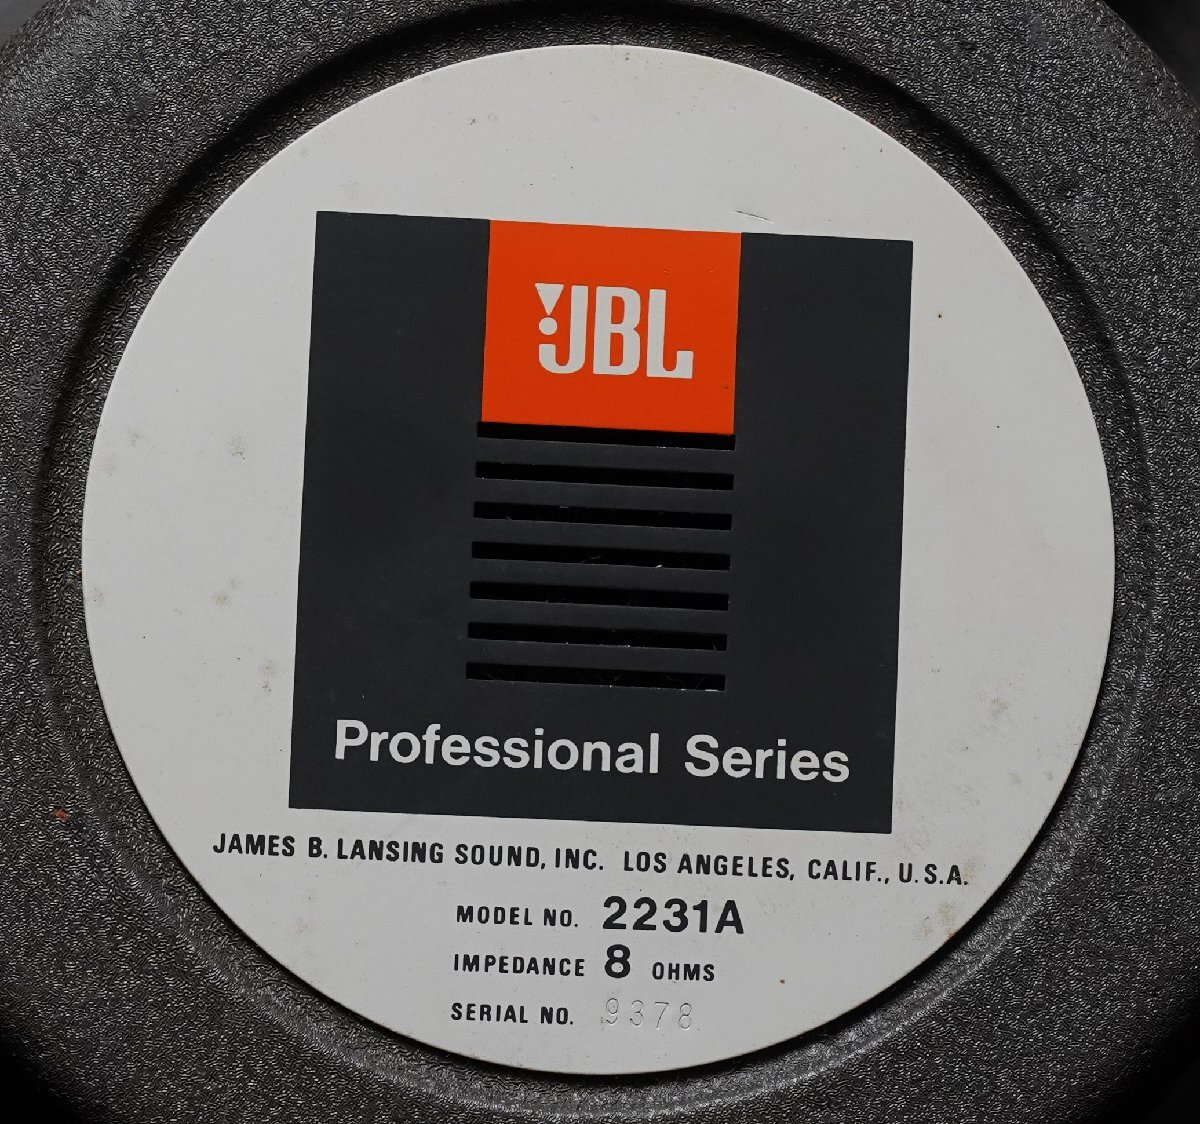 JBL
Professional Series
JAMES B. LANSING SOUND, INC. LOS ANGELES, CALIF., U.S.A.
MODEL NO. 2231A
IMPEDANCE 8 OHMS
SERIAL NO. 9378